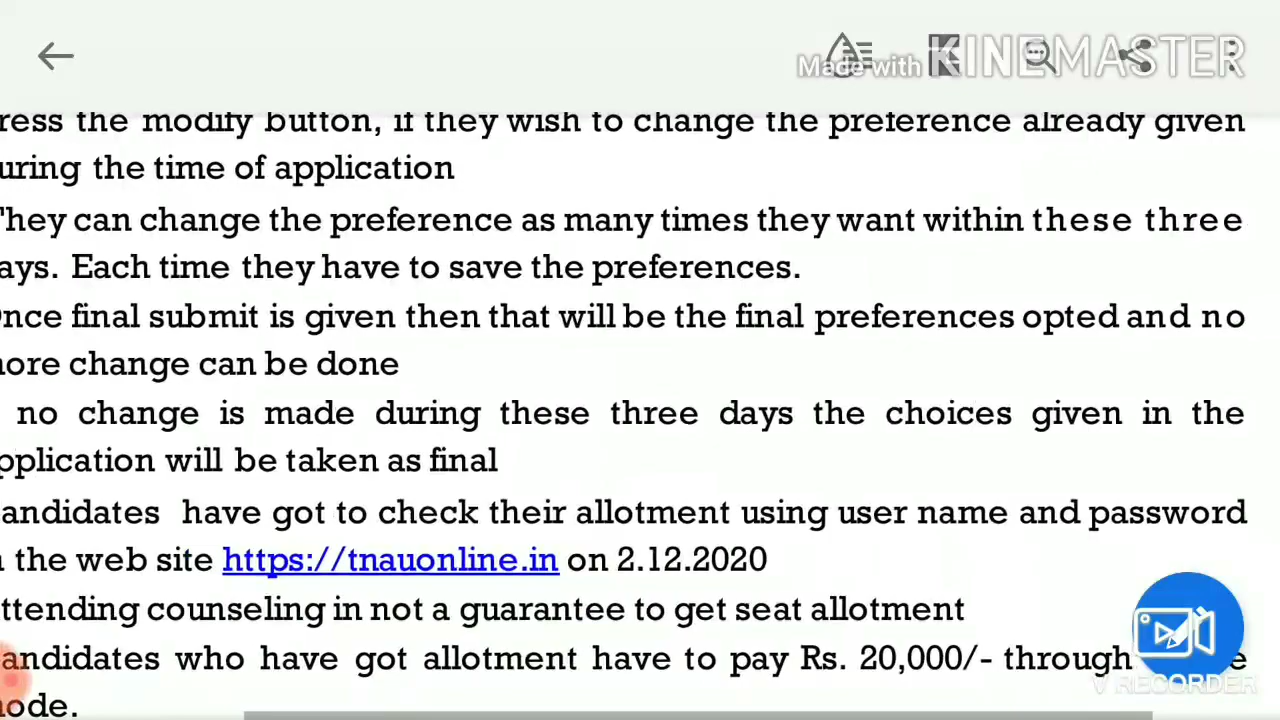 Made with KINEMASTER
ress the modify button, if they wish to change the preference already given
uring the time of application
They can change the preference as many times they want within these three
ays. Each time they have to save the preferences.
Once final submit is given then that will be the final preferences opted and no
ore change can be done
no change is made during these three days the choices given in the
pplication will be taken as final
andidates have got to check their allotment using user name and password
the web site https://tnauonline.in on 2.12.2020
ttending counseling in not a guarantee to get seat allotment
andidates who have got allotment have to pay Rs. 20,000/- through
ode.
V RECORDER